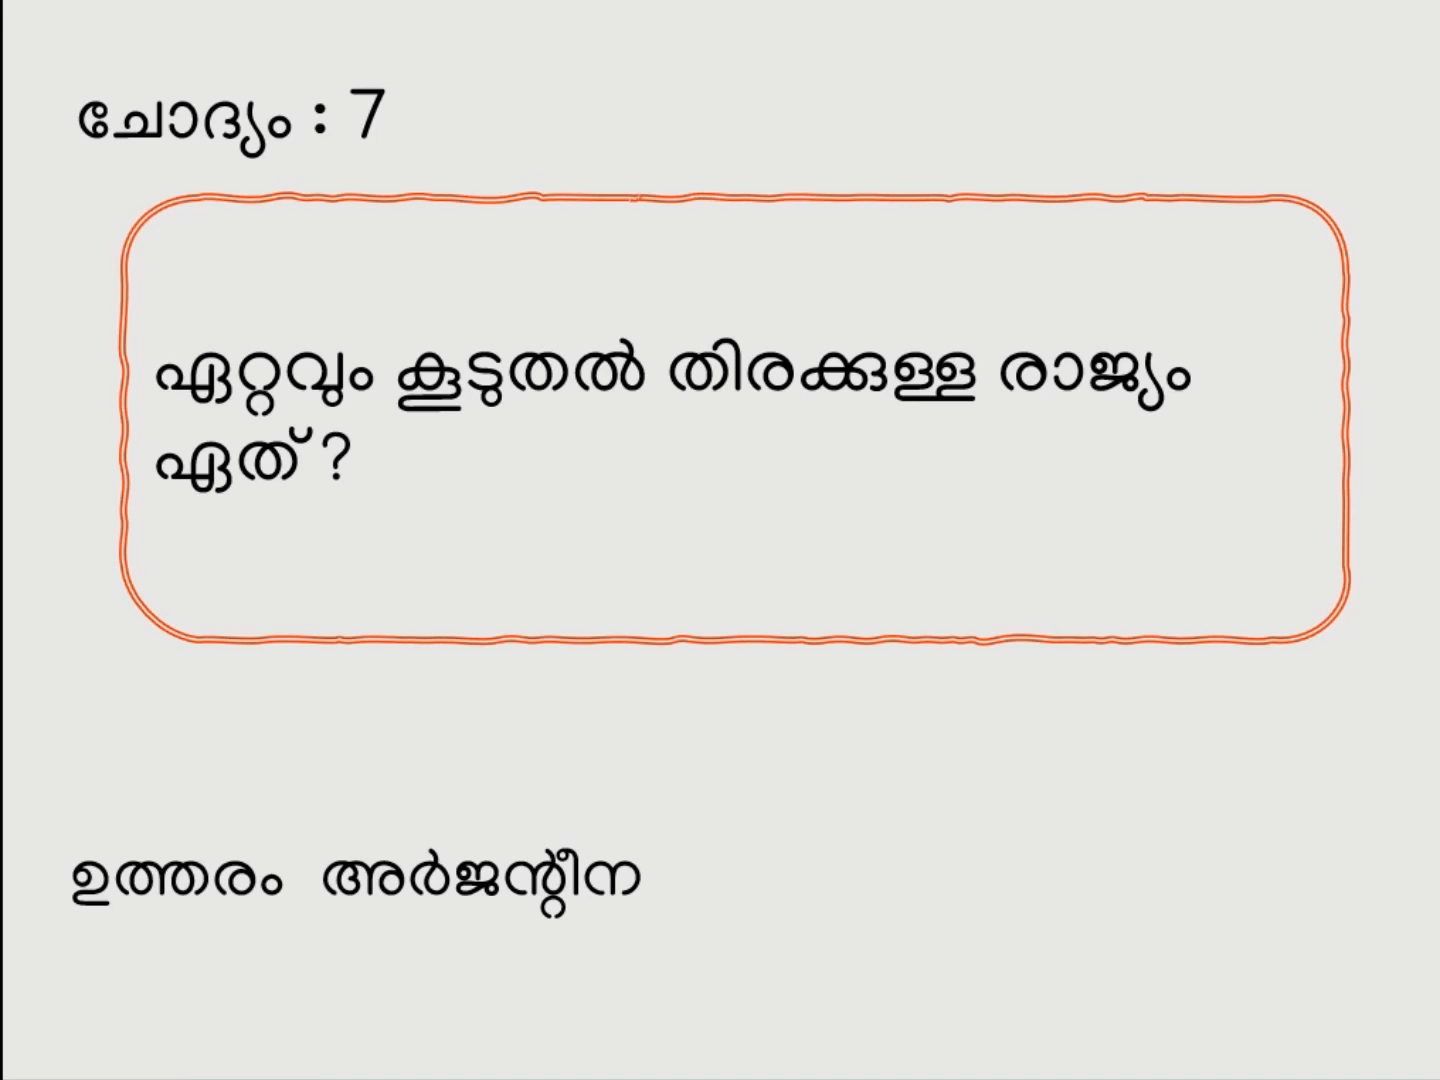 ചോദ്യം : 7
ഏറ്റവും കൂടുതൽ തിരക്കുള്ള രാജ്യം
ഏത് ?
ഉത്തരം അർജന്റീന